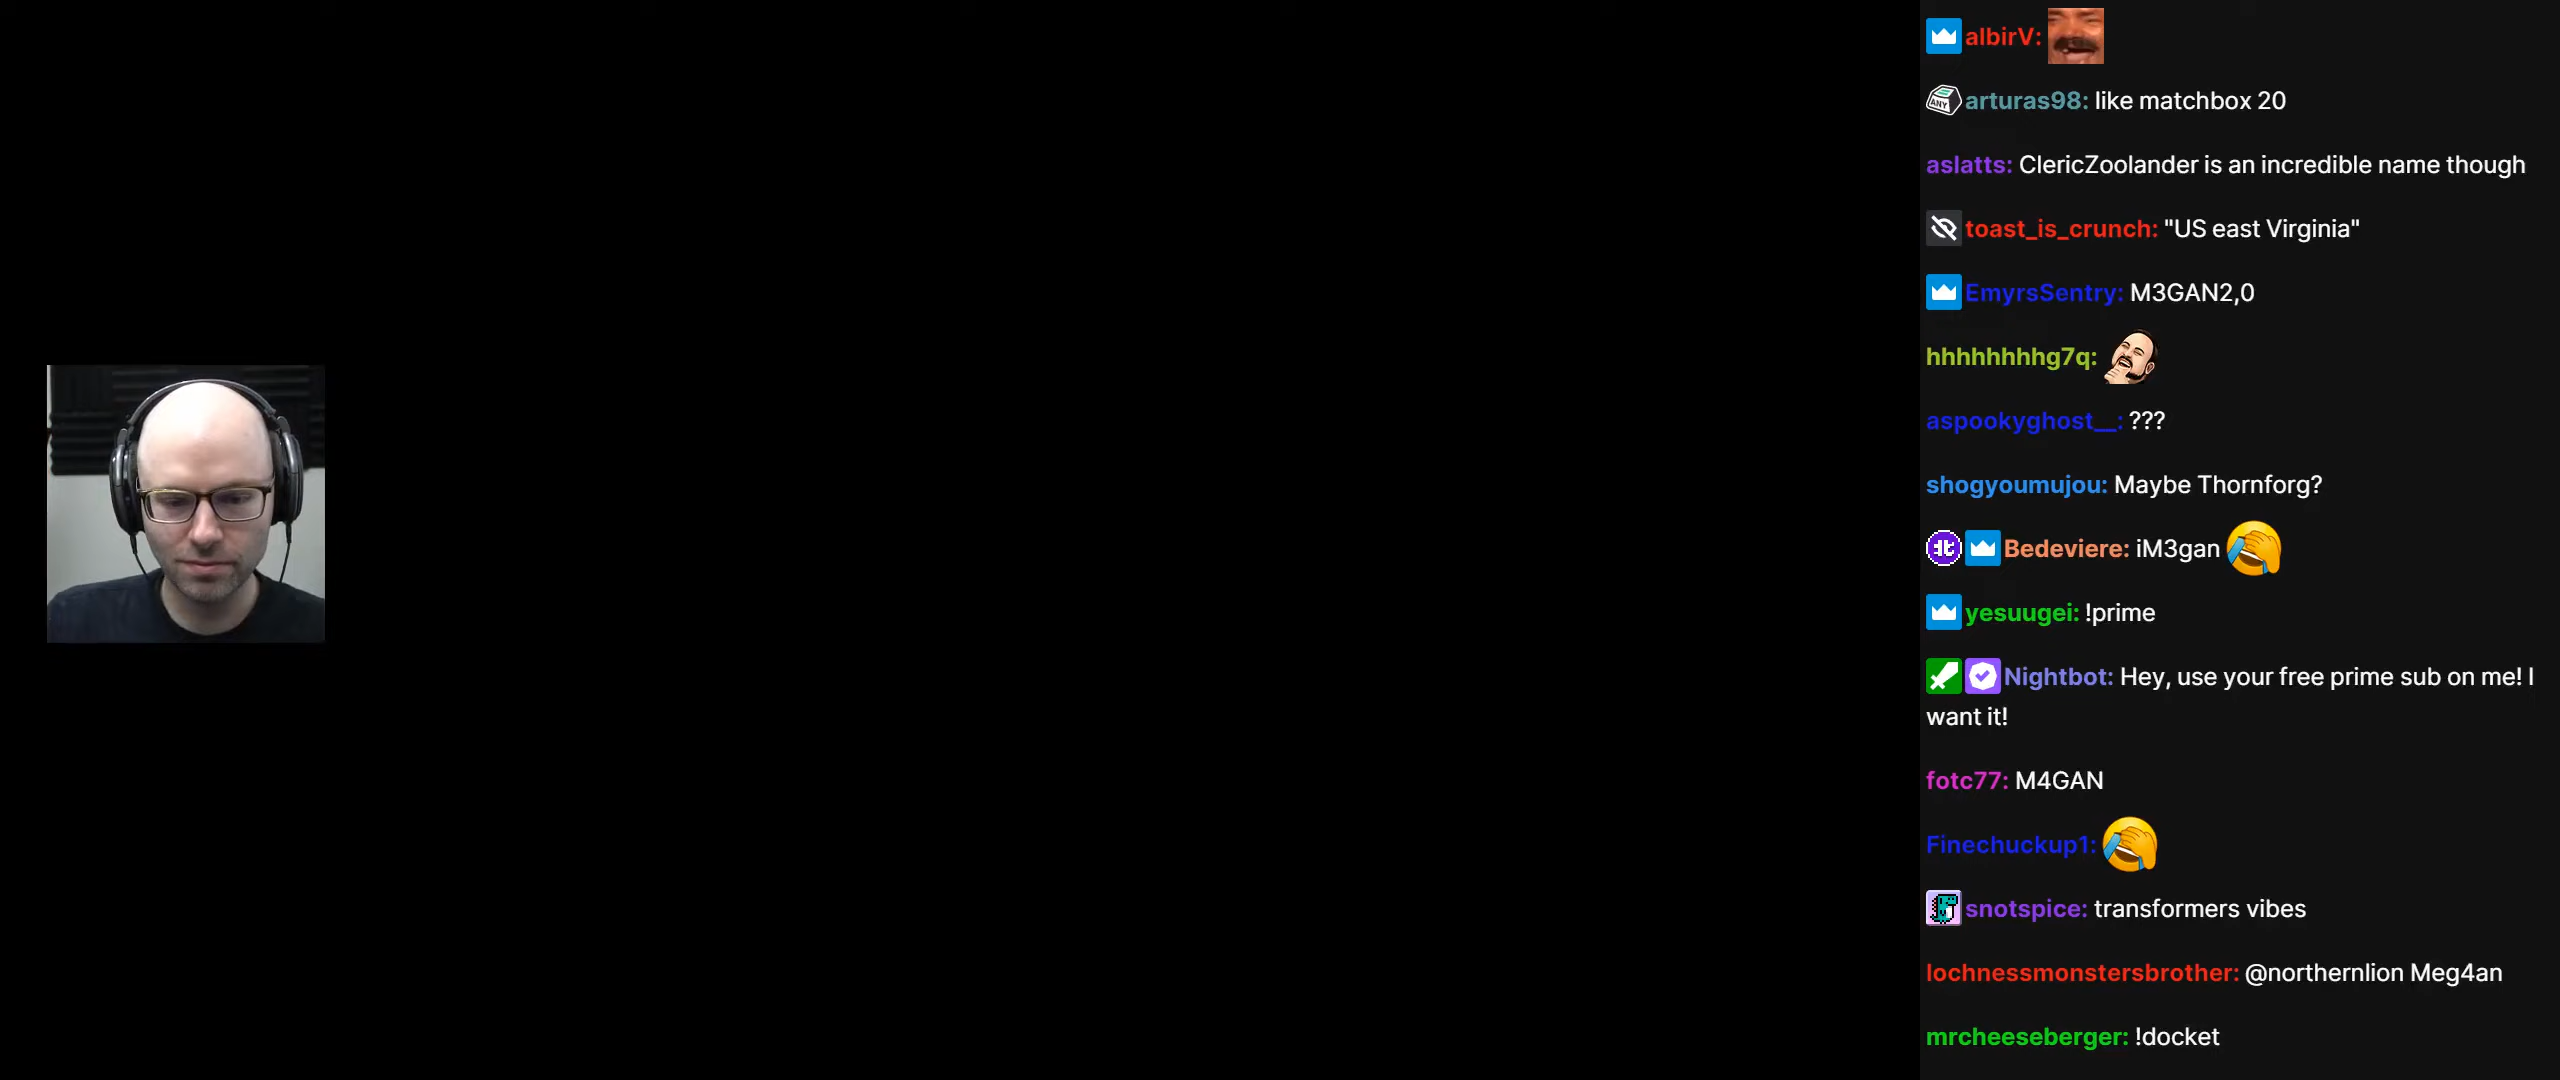 albirV:
ANY arturas98: like matchbox 20
aslatts: ClericZoolander is an incredible name though
toast_is_crunch: "US east Virginia"
EmyrsSentry: M3GAN2,0
hhhhhhhhg7q:
aspookyghost__: ???
shogyoumujou: Maybe Thornforg?
Bedeviere: iM3gan
yesuugei: !prime
Nightbot: Hey, use your free prime sub on me! I
want it!
fotc77: M4GAN
Finechuckup1:
snotspice: transformers vibes
lochnessmonstersbrother: @northernlion Meg4an
mrcheeseberger: !docket